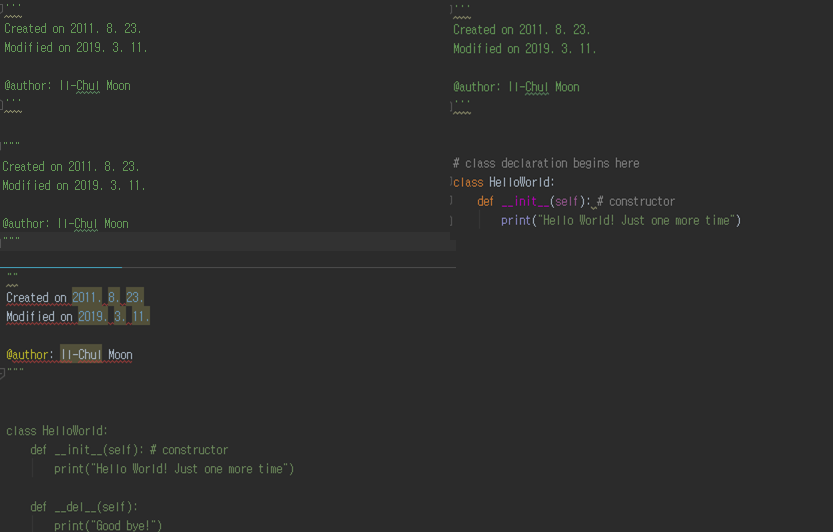 '''
Created on 2011. 8. 23.
Modified on 2019. 3. 11.
@author: Il-Chul Moon
'''
"""
Created on 2011. 8. 23.
Modified on 2019. 3. 11.
@author: Il-Chul Moon
"""
""
Created on 2011. 8. 23.
Modified on 2019. 3. 11.
@author: Il-Chul Moon
"""
class HelloWorld:
def __init__(self): # constructor
print("Hello World! Just one more time")
def __del__(self):
print("Good bye!")
'''
Created on 2011. 8. 23.
Modified on 2019. 3. 11.
@author: Il-Chul Moon
'''
# class declaration begins here
class HelloWorld:
def __init__(self): # constructor
print("Hello World! Just one more time")